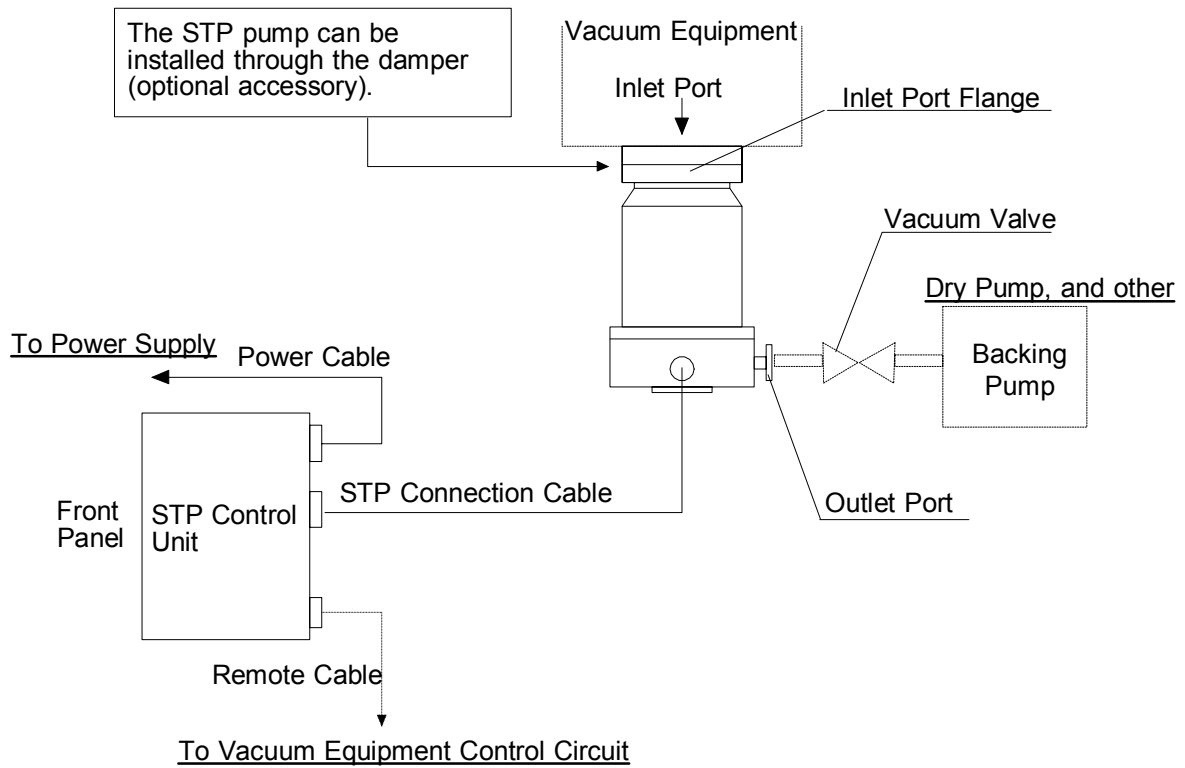 The STP pump can be
installed through the damper
(optional accessory).
Vacuum Equipment
Inlet Port
Inlet Port Flange
Vacuum Valve
Dry Pump, and other
Backing
Pump
To Power Supply
Power Cable
Front
Panel
STP Control
Unit
STP Connection Cable
Outlet Port
Remote Cable
To Vacuum Equipment Control Circuit